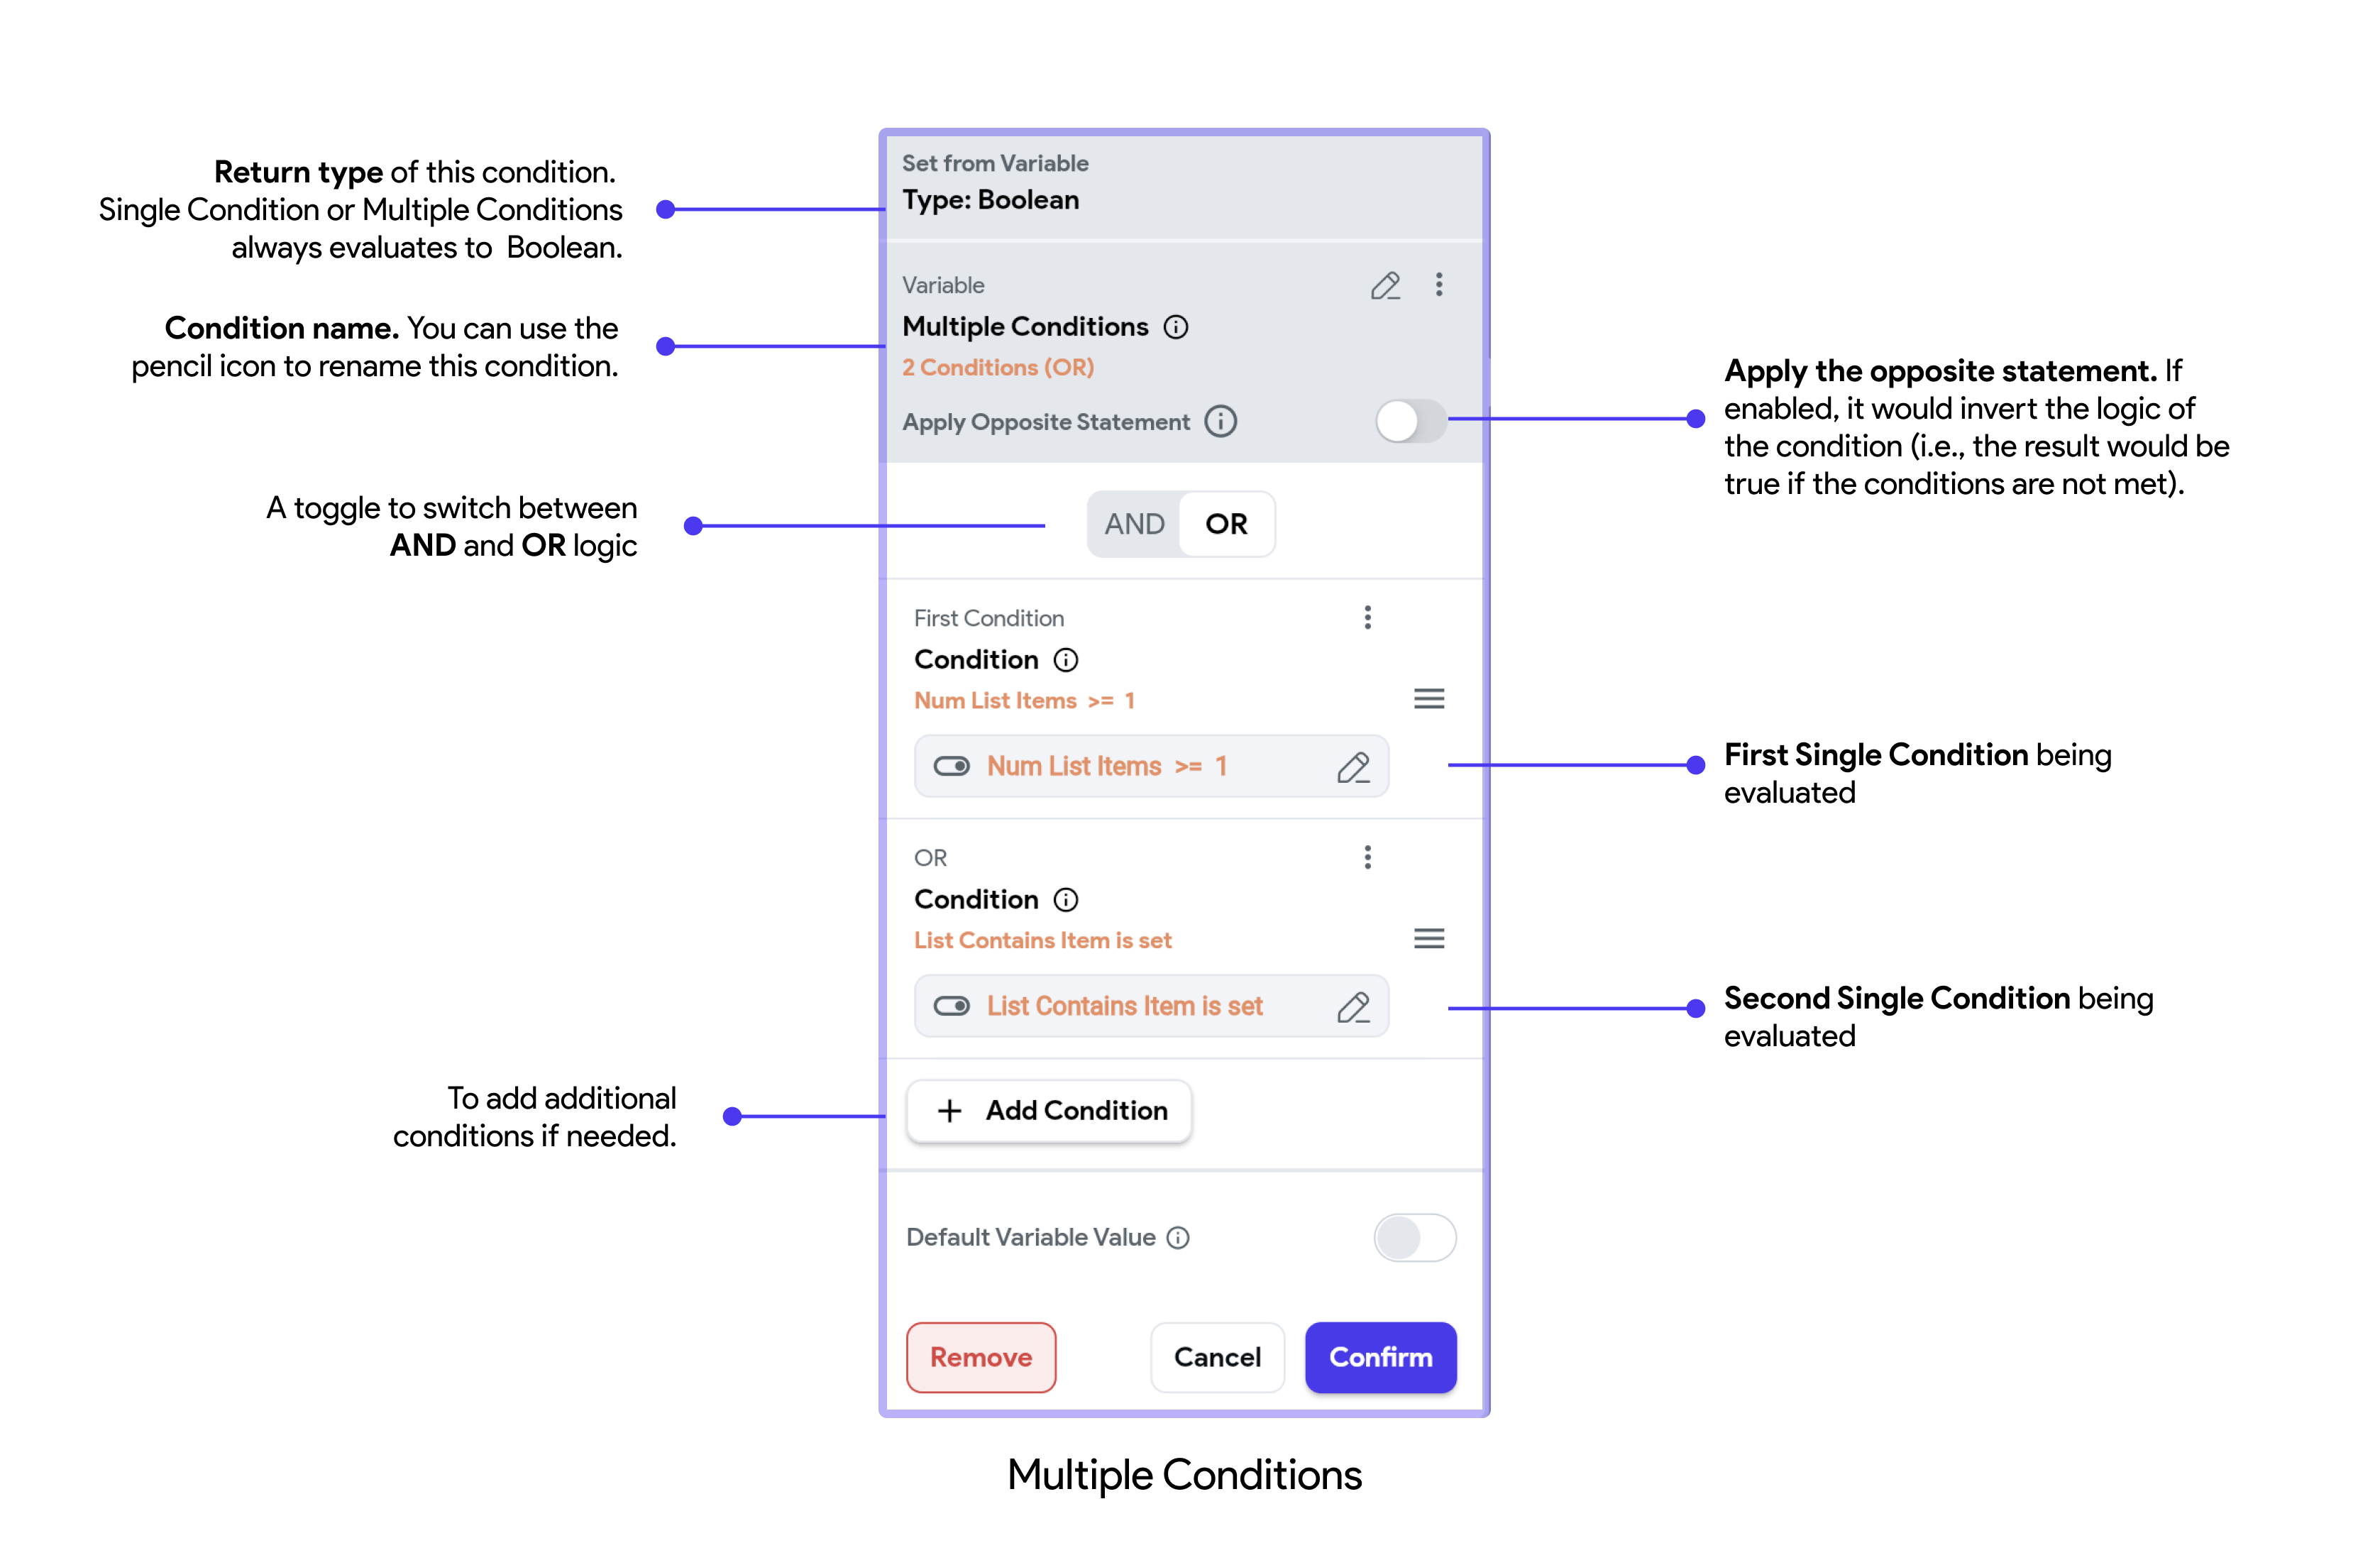 Return type of this condition.
Single Condition or Multiple Conditions
always evaluates to Boolean.
Condition name. You can use the
pencil icon to rename this condition.
A toggle to switch between
AND and OR logic
To add additional
conditions if needed.
Set from Variable
Type: Boolean
Variable
Multiple Conditions
2 Conditions (OR)
Apply Opposite Statement
AND OR
First Condition
Condition
Num List Items >= 1
Num List Items >= 1
OR
Condition
List Contains Item is set
List Contains Item is set
+ Add Condition
Default Variable Value
Remove Cancel Confirm
Apply the opposite statement. If
enabled, it would invert the logic of
the condition (i.e., the result would be
true if the conditions are not met).
First Single Condition being
evaluated
Second Single Condition being
evaluated
Multiple Conditions